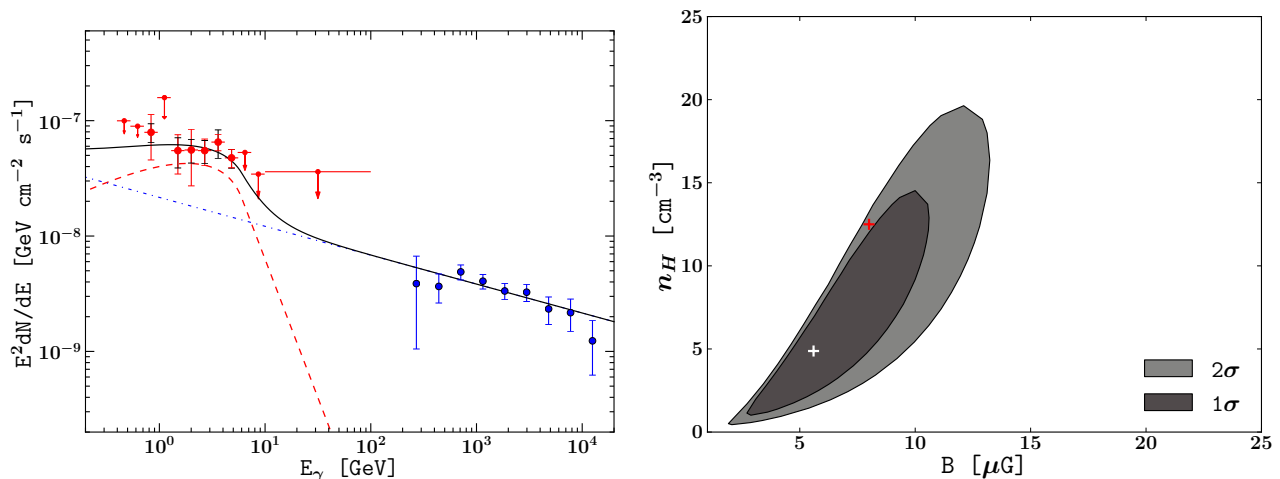 E²dN/dE [GeV cm⁻² s⁻¹]
10⁻⁷
10⁻⁸
10⁻⁹
10⁰ 10¹ 10² 10³ 10⁴
E_γ [GeV]
n_H [cm⁻³]
25
20
15
10
5
0
5 10 15 20 25
B [μG]
2σ
1σ